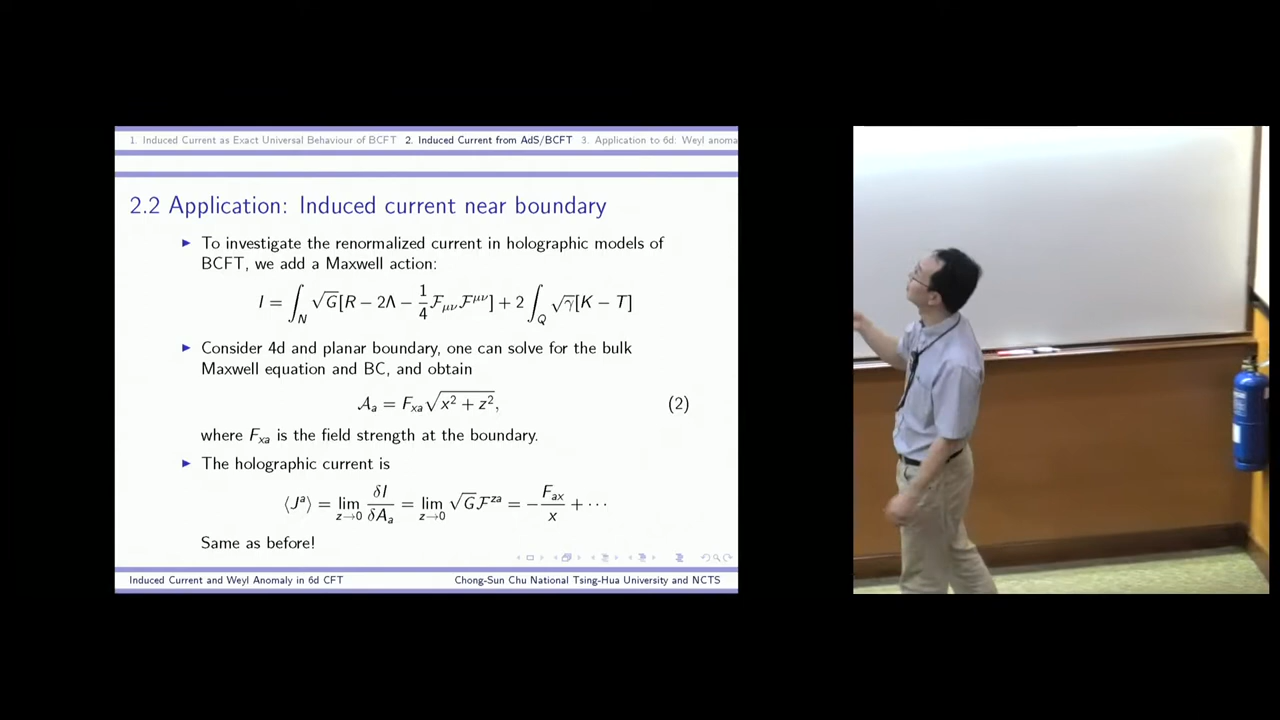 1. Induced Current as Exact Universal Behaviour of BCFT 2. Induced Current from AdS/BCFT 3. Application to 6d: Weyl anoma
2.2 Application: Induced current near boundary
▶ To investigate the renormalized current in holographic models of
BCFT, we add a Maxwell action:
I = ∫_N √G[R − 2Λ − 1/4 𝓕_μν 𝓕^μν] + 2 ∫_Q √γ[K − T]
▶ Consider 4d and planar boundary, one can solve for the bulk
Maxwell equation and BC, and obtain
𝓐_a = F_xa √(x² + z²), (2)
where F_xa is the field strength at the boundary.
▶ The holographic current is
⟨J^a⟩ = lim_{z→0} δI/δA_a = lim_{z→0} √G 𝓕^za = −F_ax/x + ⋯
Same as before!
Induced Current and Weyl Anomaly in 6d CFT Chong-Sun Chu National Tsing-Hua University and NCTS